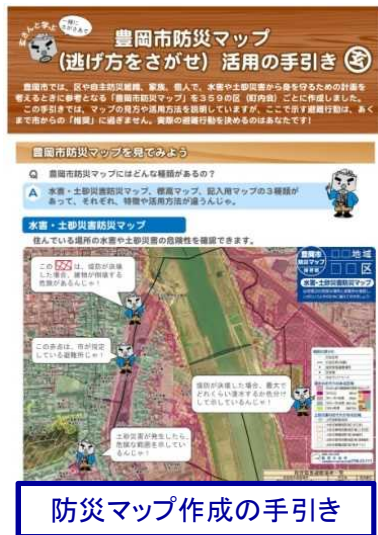 豊岡市防災マップ
(逃げ方をさがせ) 活用の手引き 玄
豊岡市では、区や自主防災組織、家族、個人で、水害や土砂災害から身を守るための計画を
考えるときに参考となる「豊岡市防災マップ」を359の区（町内会）ごとに作成しました。
この手引きでは、マップの見方や活用方法を説明していますが、ここで示す避難行動は、あく
まで市からの「推奨」に過ぎません。実際の避難行動を決めるのはあなたです！
豊岡市防災マップを見てみよう
Q 豊岡市防災マップにはどんな種類があるの？
A 水害・土砂災害防災マップ、標高マップ、記入用マップの3種類が
あって、それぞれ、特徴や活用方法が違うんじゃ！
水害・土砂災害防災マップ
住んでいる場所の水害や土砂災害の危険性を確認できます。
この は、堤防が決壊
した場合、建物が倒壊する
危険があるんじゃ！
豊岡市
防災マップ
地域
区
水害・土砂災害防災マップ
この赤点は、市が指定
している避難所じゃ！
堤防が決壊した場合、最大で
どれくらい浸水するか色分け
して示しているんじゃ！
土砂災害が発生したら、
危険な範囲を示してい
るんじゃ！
防災マップ作成の手引き